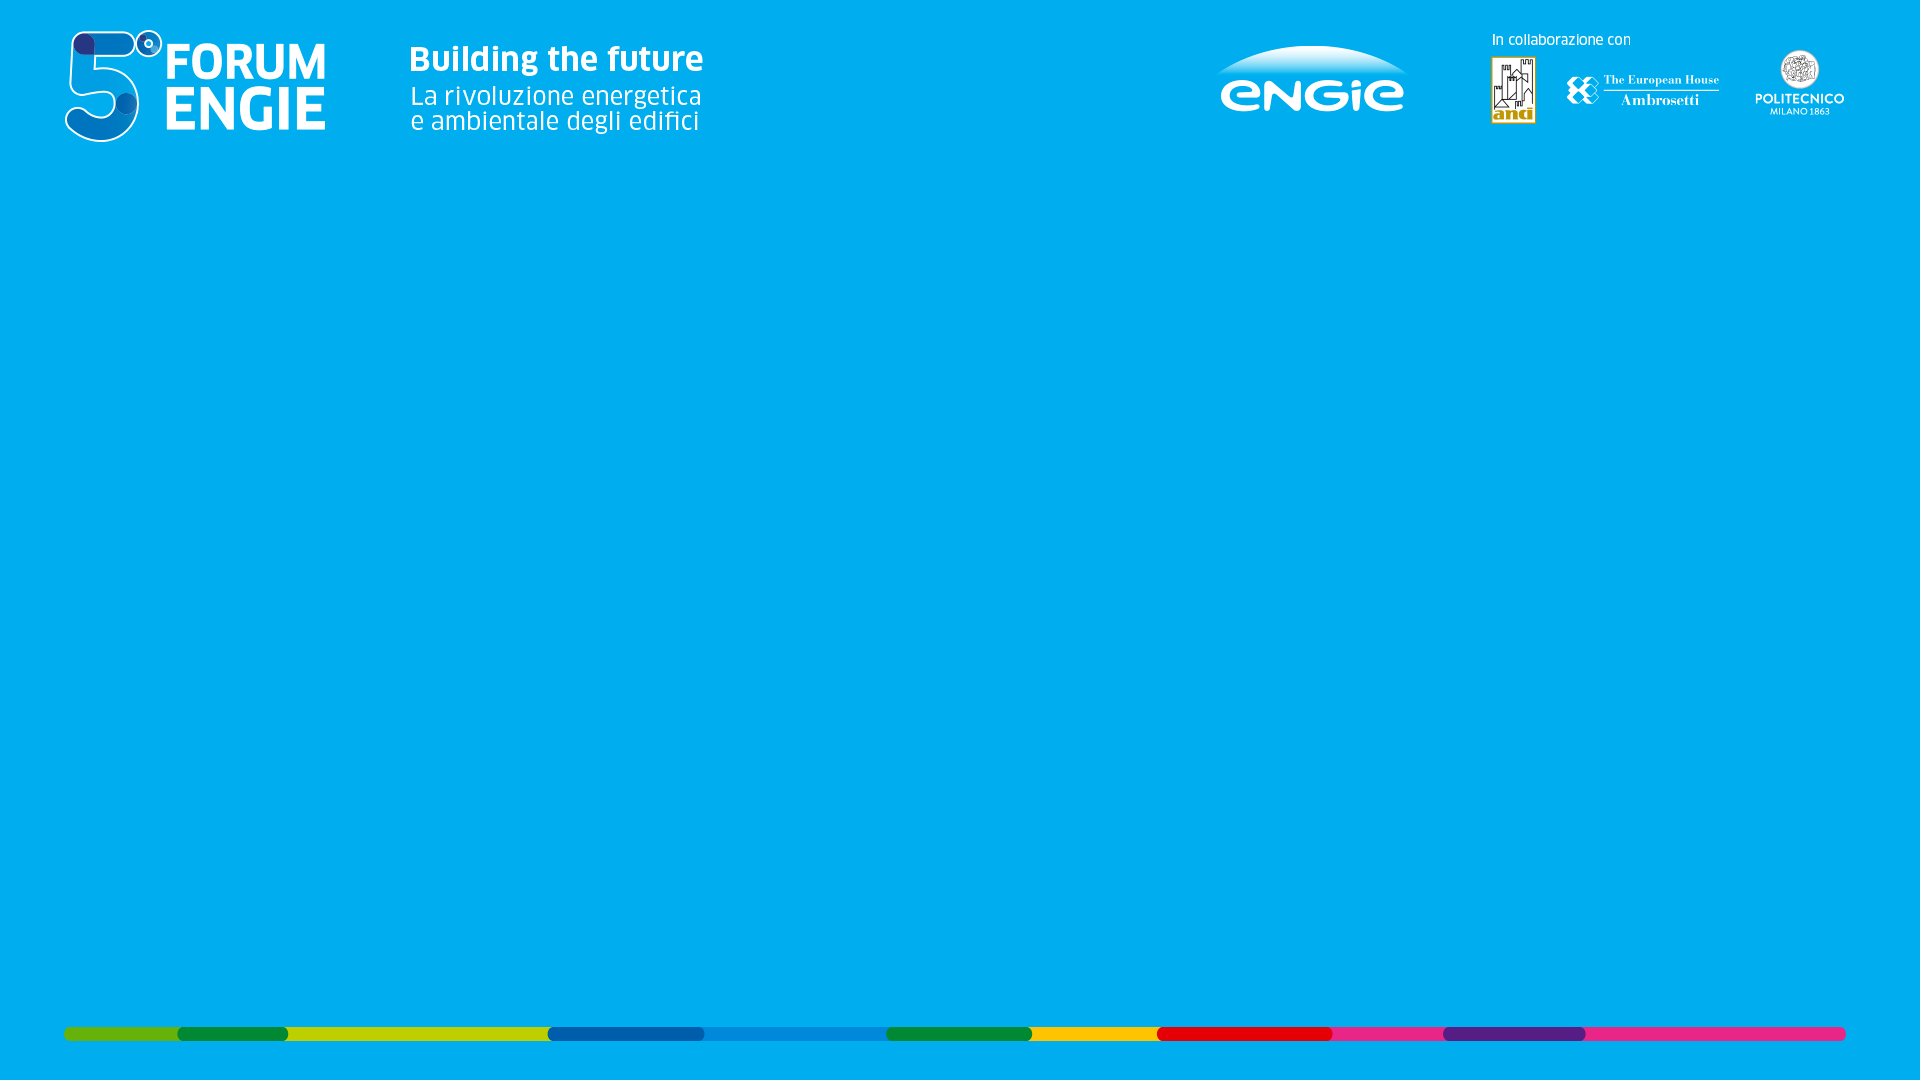 5° FORUM
ENGIE
Building the future
La rivoluzione energetica
e ambientale degli edifici
ENGIE
In collaborazione con
anci
The European House
Ambrosetti
POLITECNICO
MILANO 1863